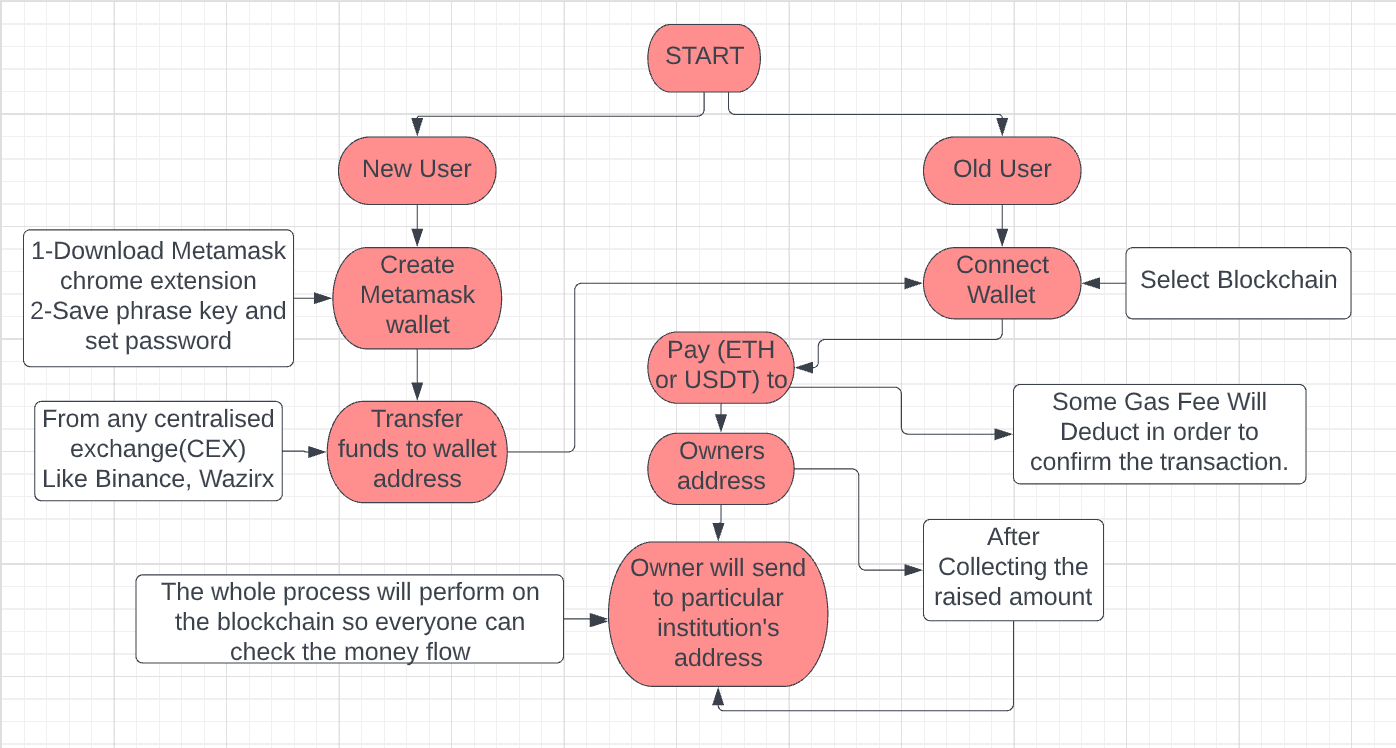 START
New User
Old User
1-Download Metamask
chrome extension
2-Save phrase key and
set password
Create
Metamask
wallet
Connect
Wallet
Select Blockchain
Pay (ETH
or USDT) to
From any centralised
exchange(CEX)
Like Binance, Wazirx
Transfer
funds to wallet
address
Some Gas Fee Will
Deduct in order to
confirm the transaction.
Owners
address
After
Collecting the
raised amount
The whole process will perform on
the blockchain so everyone can
check the money flow
Owner will send
to particular
institution's
address